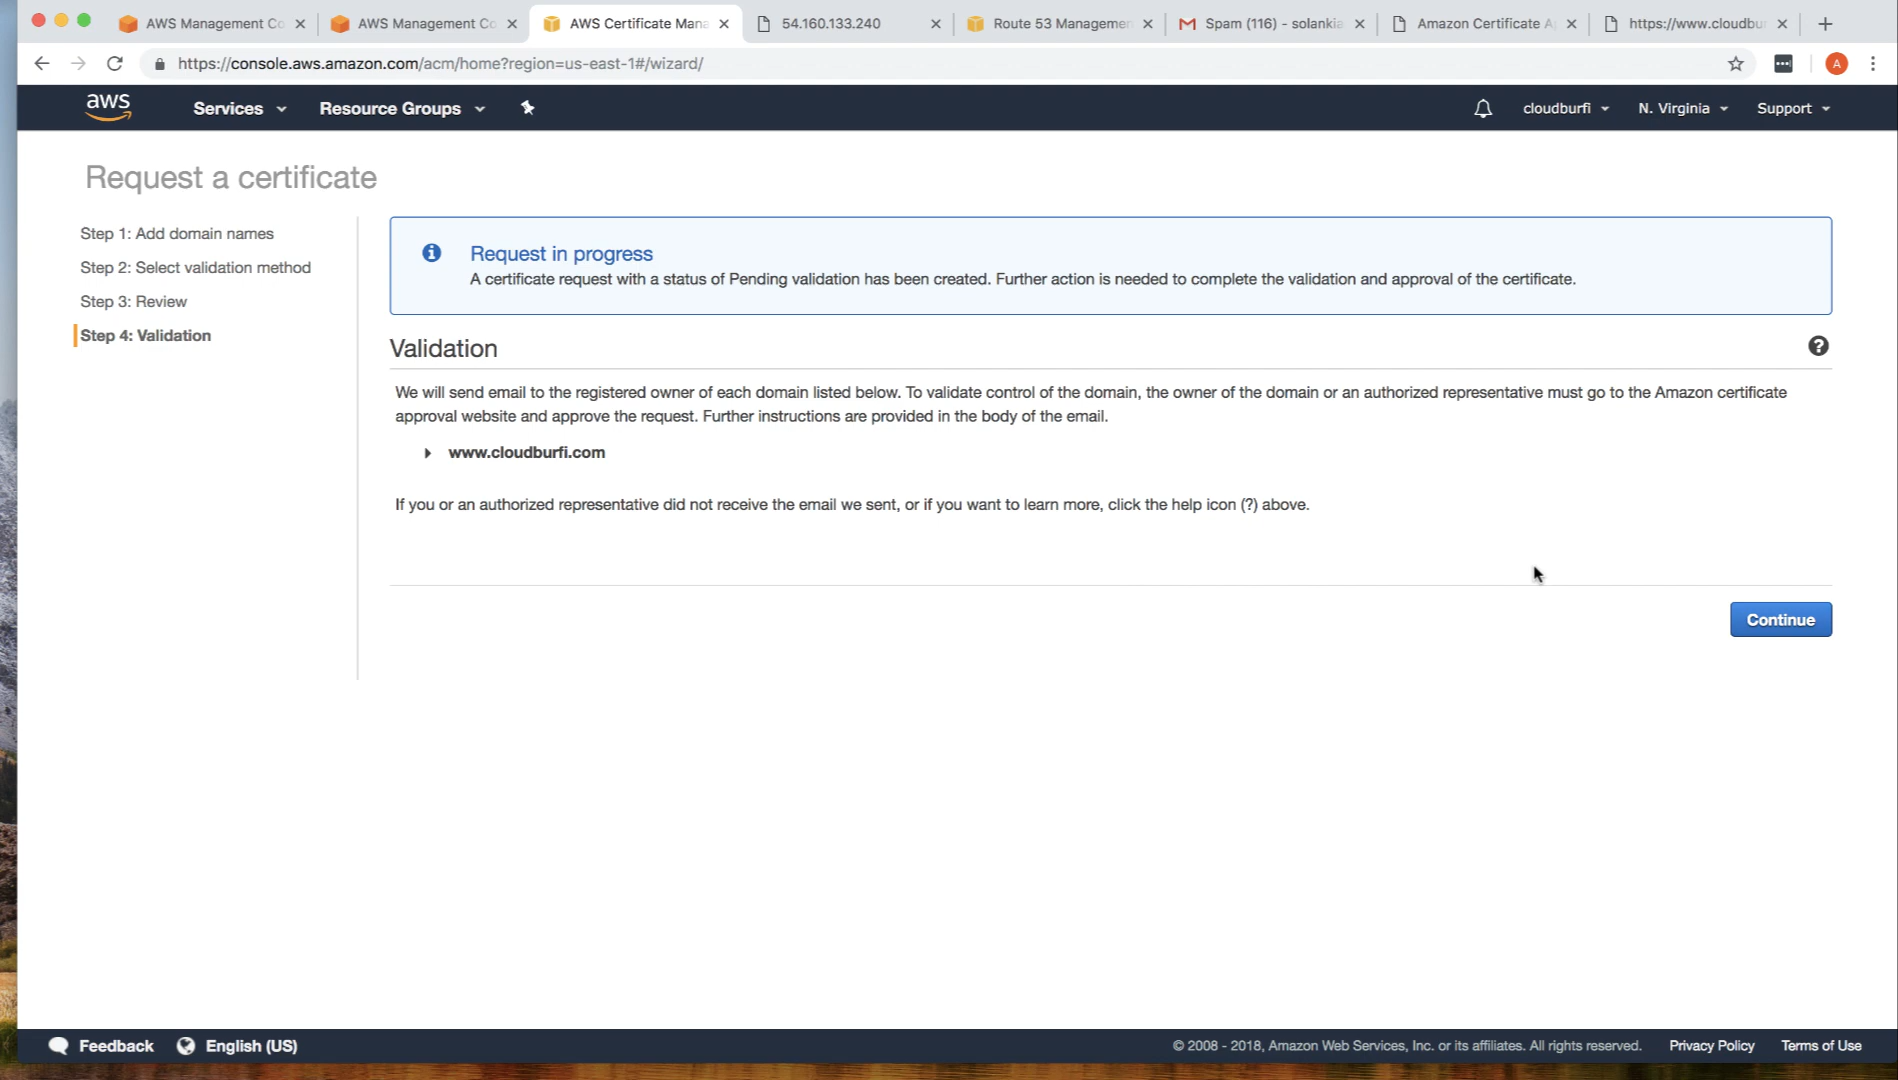 AWS Management Co
AWS Management Co
AWS Certificate Mana
54.160.133.240
Route 53 Managemen
Spam (116) - solankia
Amazon Certificate A
https://www.cloudbur
https://console.aws.amazon.com/acm/home?region=us-east-1#/wizard/
A
aws
Services
Resource Groups
cloudburfi
N. Virginia
Support
Request a certificate
Step 1: Add domain names
Step 2: Select validation method
Step 3: Review
Step 4: Validation
Request in progress
A certificate request with a status of Pending validation has been created. Further action is needed to complete the validation and approval of the certificate.
Validation
We will send email to the registered owner of each domain listed below. To validate control of the domain, the owner of the domain or an authorized representative must go to the Amazon certificate
approval website and approve the request. Further instructions are provided in the body of the email.
www.cloudburfi.com
If you or an authorized representative did not receive the email we sent, or if you want to learn more, click the help icon (?) above.
Continue
Feedback
English (US)
© 2008 - 2018, Amazon Web Services, Inc. or its affiliates. All rights reserved.
Privacy Policy
Terms of Use